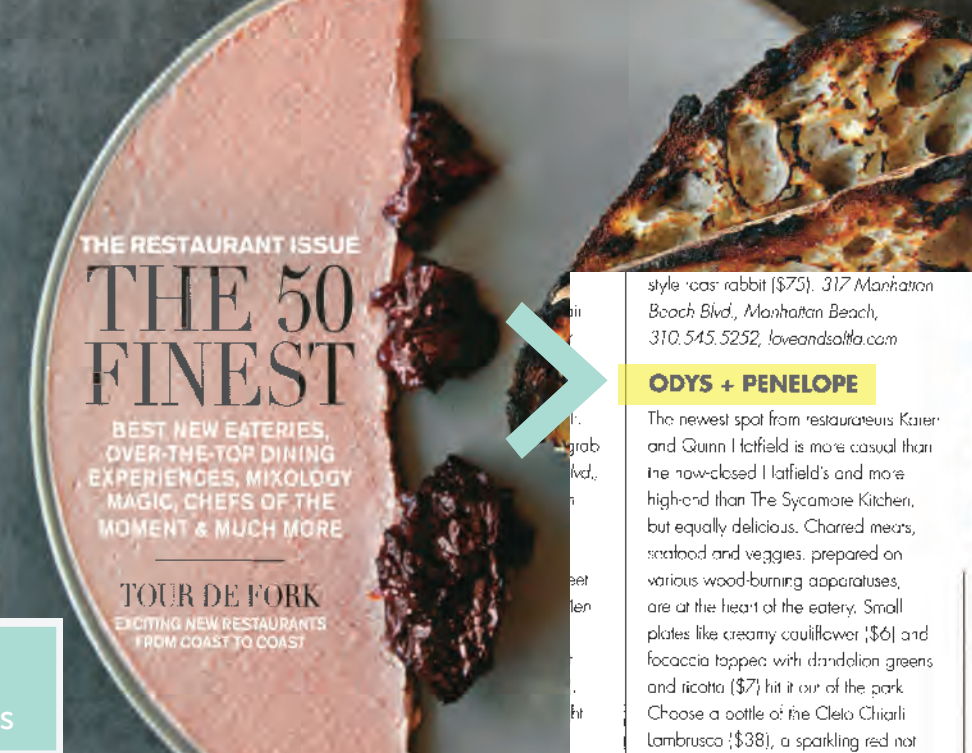 THE RESTAURANT ISSUE
THE 50
FINEST
BEST NEW EATERIES,
OVER-THE-TOP DINING
EXPERIENCES, MIXOLOGY
MAGIC, CHEFS OF THE
MOMENT & MUCH MORE
TOUR DE FORK
EXCITING NEW RESTAURANTS
FROM COAST TO COAST
s
style roast rabbit ($75). 317 Manhattan
Beach Blvd., Manhattan Beach,
310.545.5252, loveandsaltla.com
ODYS + PENELOPE
The newest spot from restaurateurs Karen
and Quinn Hatfield is more casual than
the now-closed Hatfield's and more
high-end than The Sycamore Kitchen,
but equally delicious. Charred meats,
seafood and veggies, prepared on
various wood-burning apparatuses,
are at the heart of the eatery. Small
plates like creamy cauliflower ($6) and
focaccia topped with dandelion greens
and ricotta ($7) hit it out of the park.
Choose a bottle of the Cleto Chiarli
Lambrusco ($38), a sparkling red not
grab
lvd.,